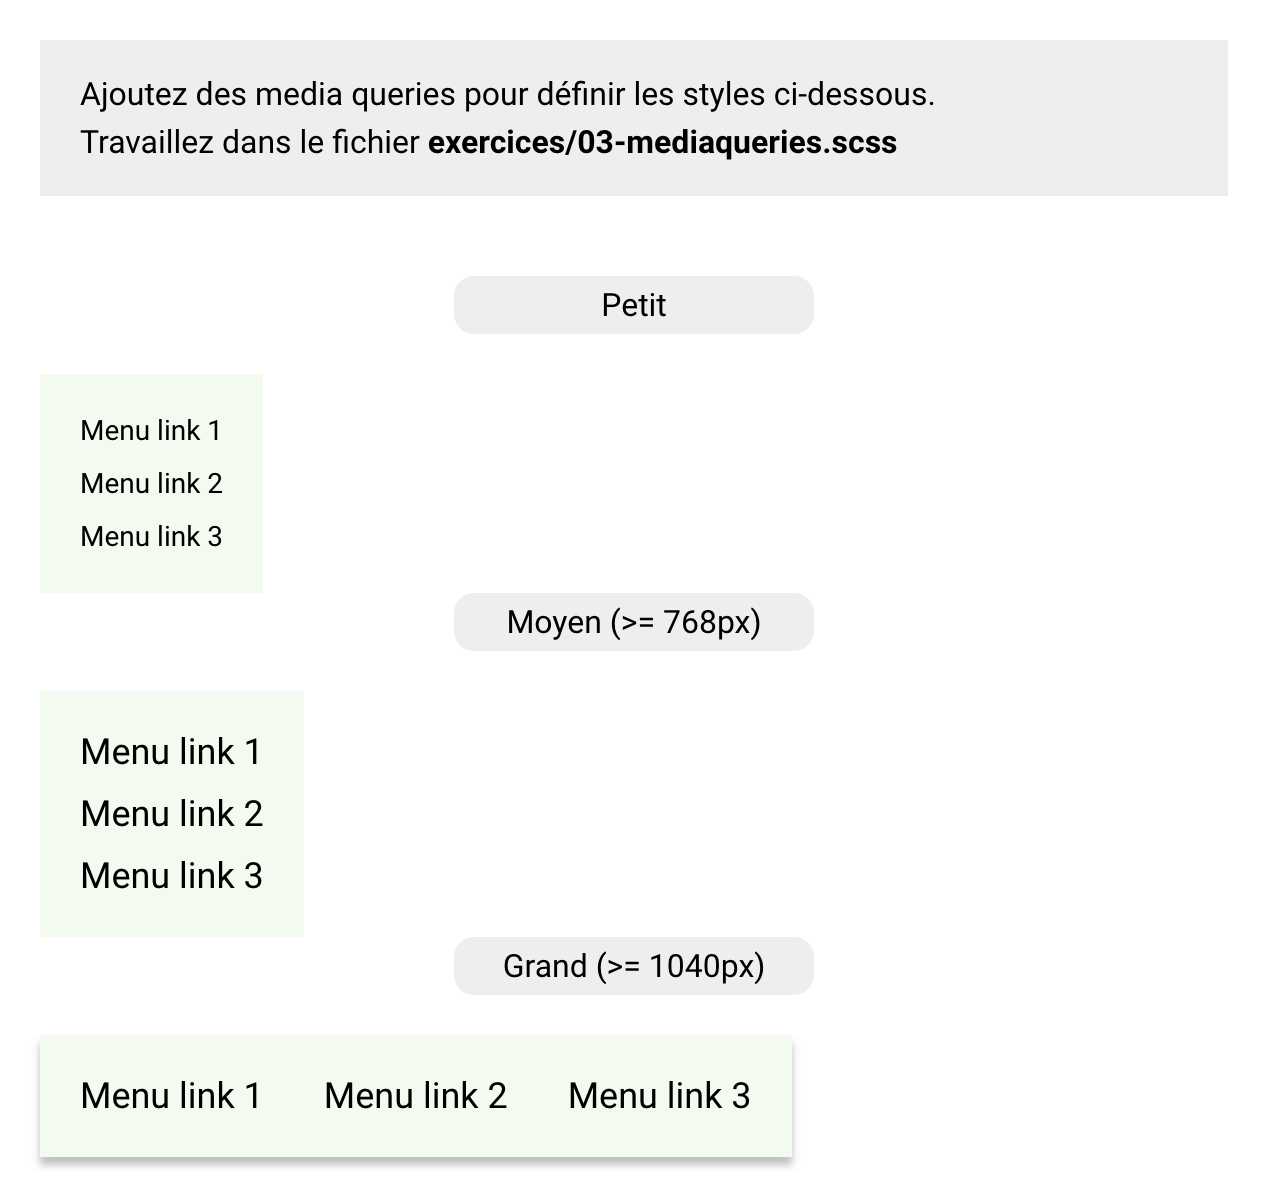 Ajoutez des media queries pour définir les styles ci-dessous.
Travaillez dans le fichier exercices/03-mediaqueries.scss
Petit
Menu link 1
Menu link 2
Menu link 3
Moyen (>= 768px)
Menu link 1
Menu link 2
Menu link 3
Grand (>= 1040px)
Menu link 1 Menu link 2 Menu link 3